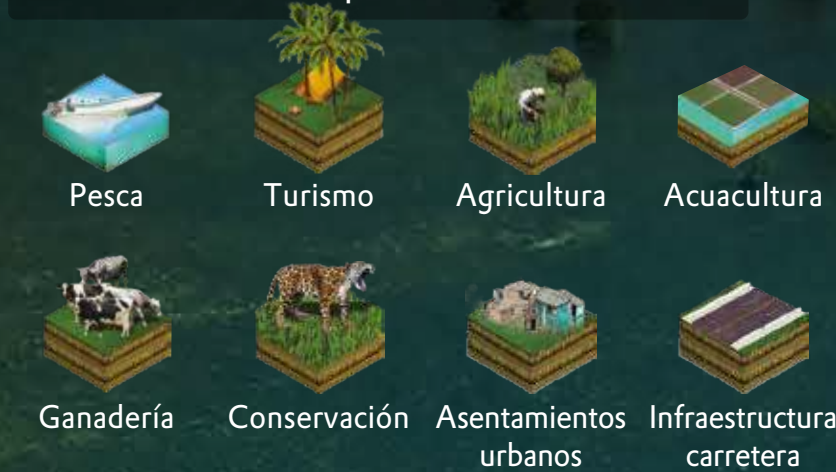 Pesca Turismo Agricultura Acuacultura
Ganadería Conservación Asentamientos urbanos Infraestructura carretera